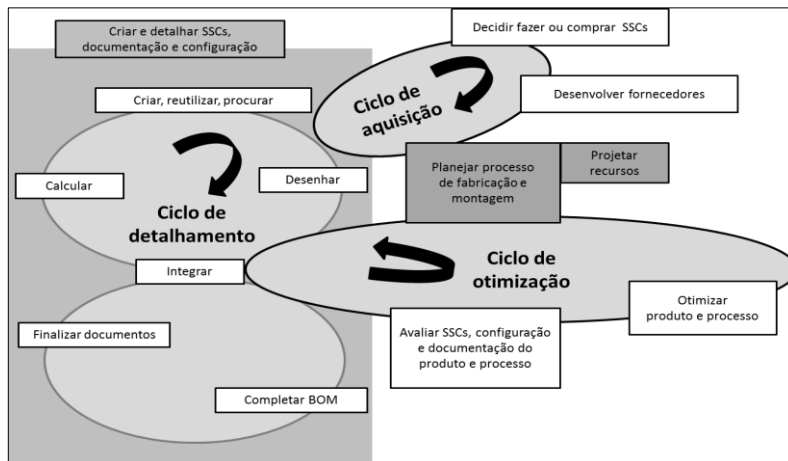 Criar e detalhar SSCs,
documentação e configuração
Decidir fazer ou comprar SSCs
Ciclo de
aquisição
Desenvolver fornecedores
Criar, reutilizar, procurar
Calcular
Desenhar
Ciclo de
detalhamento
Planejar processo
de fabricação e
montagem
Projetar
recursos
Integrar
Ciclo de
otimização
Otimizar
produto e processo
Avaliar SSCs, configuração
e documentação do
produto e processo
Finalizar documentos
Completar BOM